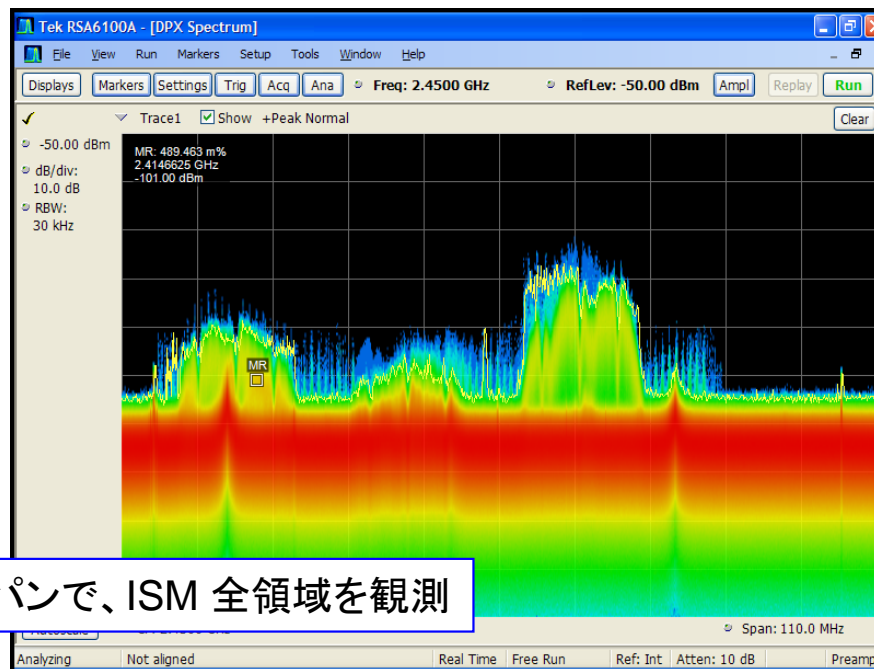 Tek RSA6100A - [DPX Spectrum]
File View Run Markers Setup Tools Window Help
Displays Markers Settings Trig Acq Ana Freq: 2.4500 GHz RefLev: -50.00 dBm Ampl Replay Run
Trace1 Show +Peak Normal Clear
-50.00 dBm
dB/div:
10.0 dB
RBW:
30 kHz
MR: 489.463 m%
2.4146625 GHz
-101.00 dBm
MR
パンで、ISM 全領域を観測
Autoscale
Span: 110.0 MHz
Analyzing Not aligned Real Time Free Run Ref: Int Atten: 10 dB Preamp